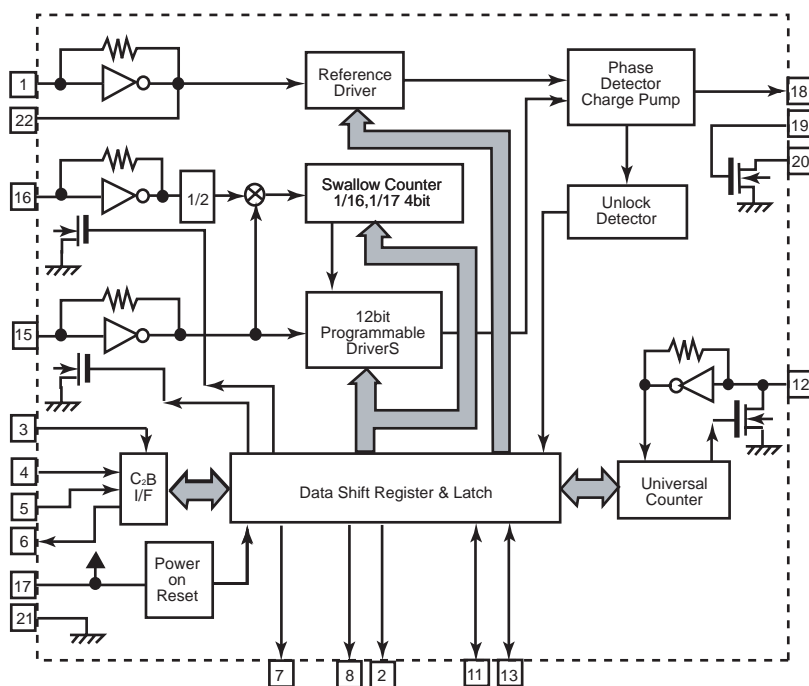 1
Reference
Driver
Phase
Detector
Charge Pump
18
22
19
20
16
1/2
Swallow Counter
1/16,1/17 4bit
Unlock
Detector
15
12bit
Programmable
DriverS
12
3
4
C2B
I/F
5
6
Data Shift Register & Latch
Universal
Counter
17
Power
on
Reset
21
7
8
2
11
13